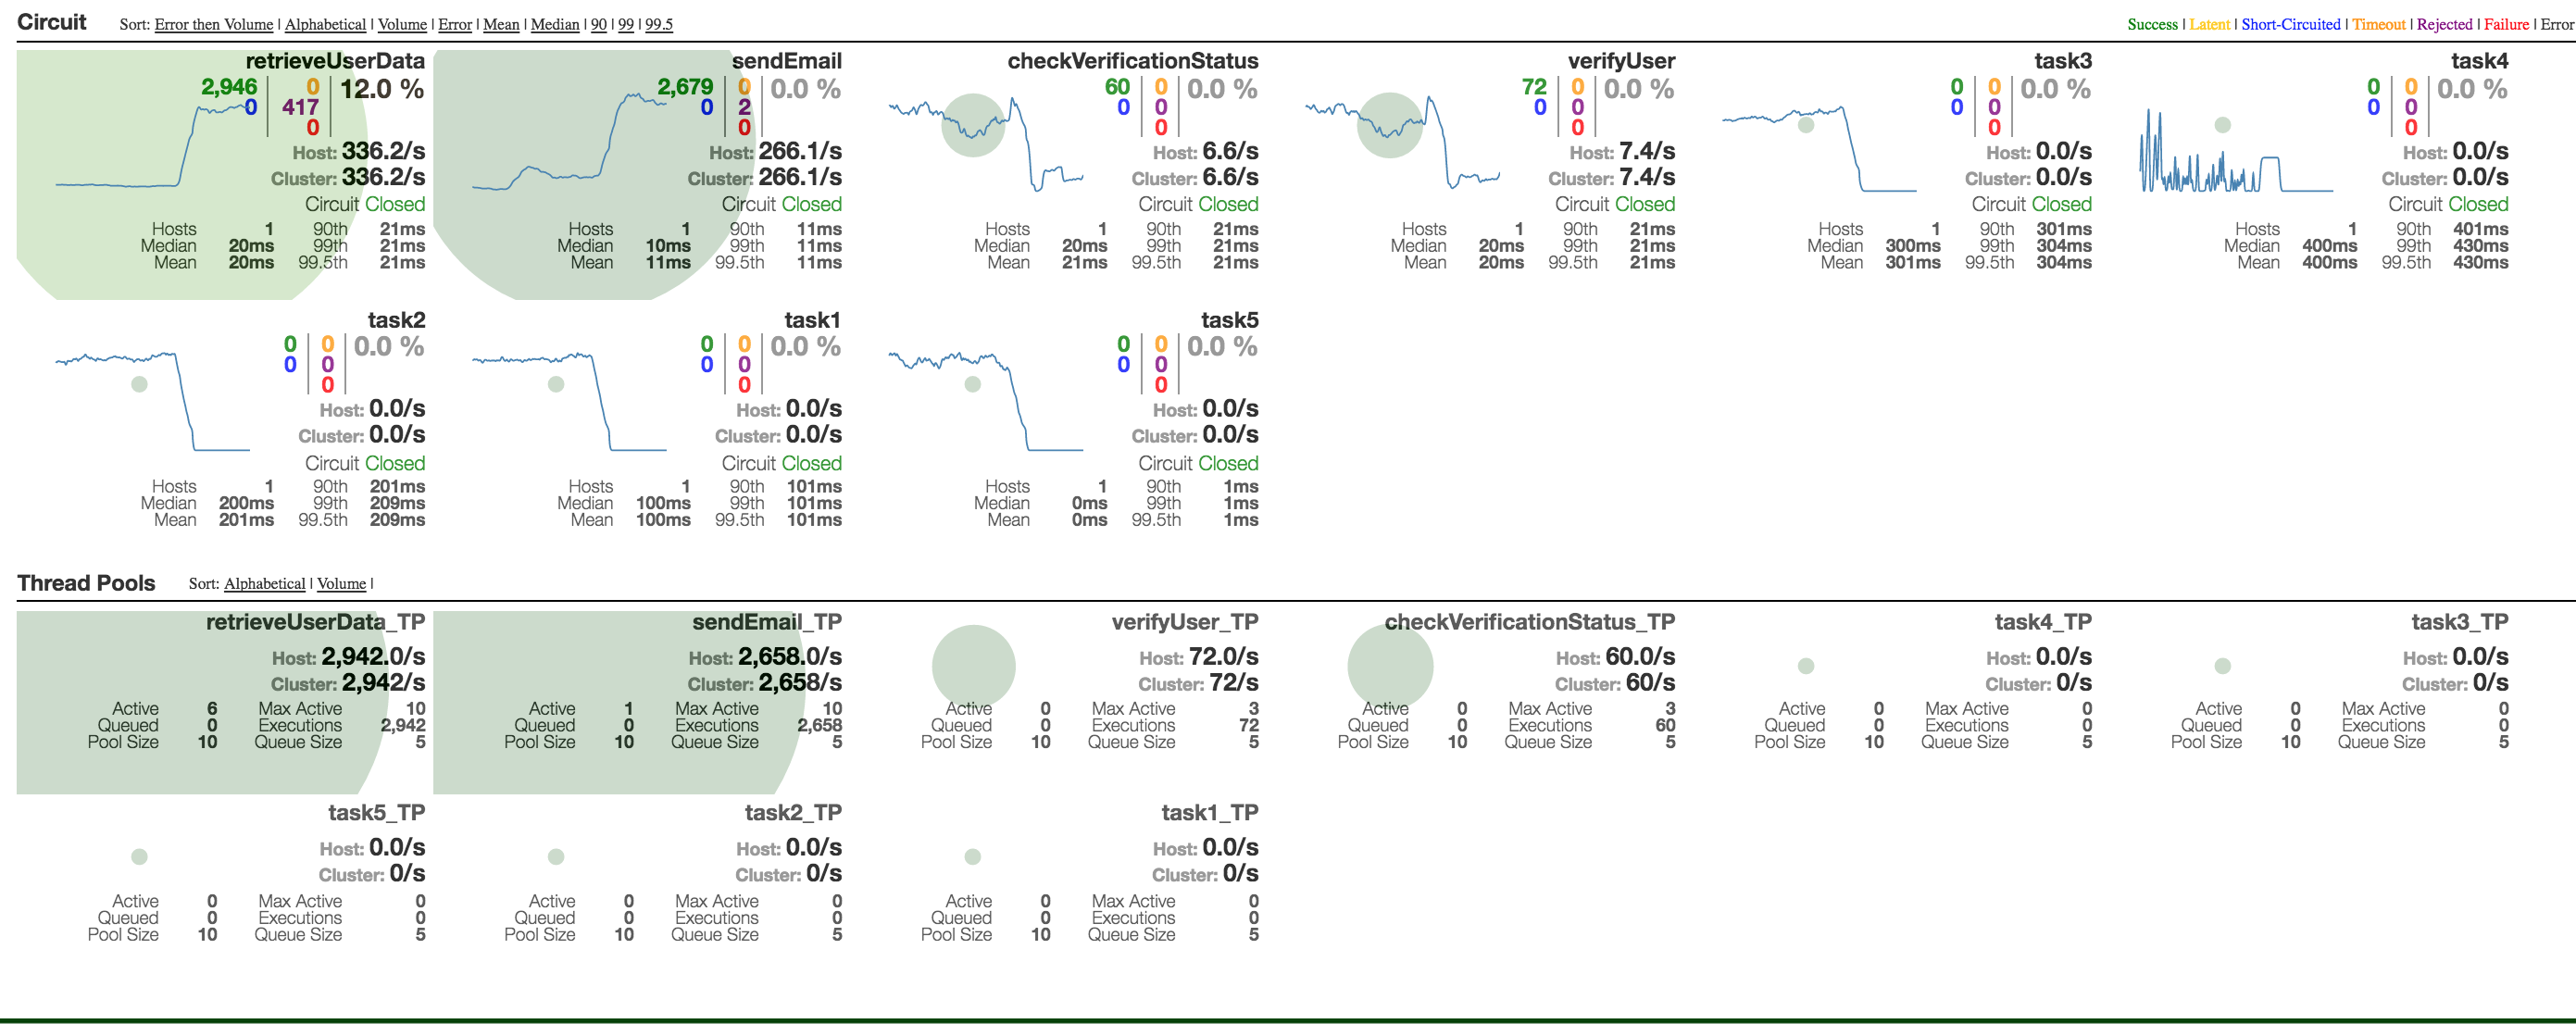 Circuit Sort: Error then Volume | Alphabetical | Volume | Error | Mean | Median | 90 | 99 | 99.5
Success | Latent | Short-Circuited | Timeout | Rejected | Failure | Error
retrieveUserData
2,946 0 12.0 %
0 417
0
Host: 336.2/s
Cluster: 336.2/s
Circuit Closed
Hosts 1 90th 21ms
Median 20ms 99th 21ms
Mean 20ms 99.5th 21ms
sendEmail
2,679 0 0.0 %
0 2
0
Host: 266.1/s
Cluster: 266.1/s
Circuit Closed
Hosts 1 90th 11ms
Median 10ms 99th 11ms
Mean 11ms 99.5th 11ms
checkVerificationStatus
60 0 0.0 %
0 0
0
Host: 6.6/s
Cluster: 6.6/s
Circuit Closed
Hosts 1 90th 21ms
Median 20ms 99th 21ms
Mean 21ms 99.5th 21ms
verifyUser
72 0 0.0 %
0 0
0
Host: 7.4/s
Cluster: 7.4/s
Circuit Closed
Hosts 1 90th 21ms
Median 20ms 99th 21ms
Mean 20ms 99.5th 21ms
task3
0 0 0.0 %
0 0
0
Host: 0.0/s
Cluster: 0.0/s
Circuit Closed
Hosts 1 90th 301ms
Median 300ms 99th 304ms
Mean 301ms 99.5th 304ms
task4
0 0 0.0 %
0 0
0
Host: 0.0/s
Cluster: 0.0/s
Circuit Closed
Hosts 1 90th 401ms
Median 400ms 99th 430ms
Mean 400ms 99.5th 430ms
task2
0 0 0.0 %
0 0
0
Host: 0.0/s
Cluster: 0.0/s
Circuit Closed
Hosts 1 90th 201ms
Median 200ms 99th 209ms
Mean 201ms 99.5th 209ms
task1
0 0 0.0 %
0 0
0
Host: 0.0/s
Cluster: 0.0/s
Circuit Closed
Hosts 1 90th 101ms
Median 100ms 99th 101ms
Mean 100ms 99.5th 101ms
task5
0 0 0.0 %
0 0
0
Host: 0.0/s
Cluster: 0.0/s
Circuit Closed
Hosts 1 90th 1ms
Median 0ms 99th 1ms
Mean 0ms 99.5th 1ms
Thread Pools Sort: Alphabetical | Volume |
retrieveUserData_TP
Host: 2,942.0/s
Cluster: 2,942/s
Active 6 Max Active 10
Queued 0 Executions 2,942
Pool Size 10 Queue Size 5
sendEmail_TP
Host: 2,658.0/s
Cluster: 2,658/s
Active 1 Max Active 10
Queued 0 Executions 2,658
Pool Size 10 Queue Size 5
verifyUser_TP
Host: 72.0/s
Cluster: 72/s
Active 0 Max Active 3
Queued 0 Executions 72
Pool Size 10 Queue Size 5
checkVerificationStatus_TP
Host: 60.0/s
Cluster: 60/s
Active 0 Max Active 3
Queued 0 Executions 60
Pool Size 10 Queue Size 5
task4_TP
Host: 0.0/s
Cluster: 0/s
Active 0 Max Active 0
Queued 0 Executions 0
Pool Size 10 Queue Size 5
task3_TP
Host: 0.0/s
Cluster: 0/s
Active 0 Max Active 0
Queued 0 Executions 0
Pool Size 10 Queue Size 5
task5_TP
Host: 0.0/s
Cluster: 0/s
Active 0 Max Active 0
Queued 0 Executions 0
Pool Size 10 Queue Size 5
task2_TP
Host: 0.0/s
Cluster: 0/s
Active 0 Max Active 0
Queued 0 Executions 0
Pool Size 10 Queue Size 5
task1_TP
Host: 0.0/s
Cluster: 0/s
Active 0 Max Active 0
Queued 0 Executions 0
Pool Size 10 Queue Size 5